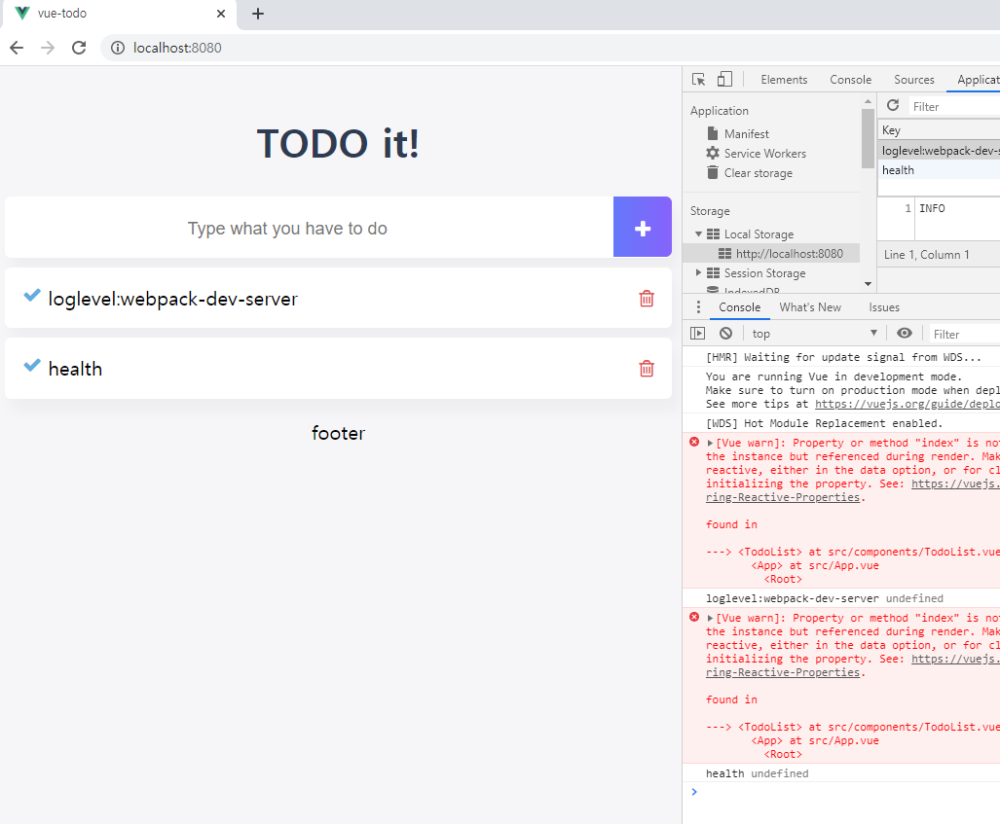 vue-todo
localhost:8080
TODO it!
Type what you have to do
loglevel:webpack-dev-server
health
footer
Elements Console Sources Applicat
Application
Manifest
Service Workers
Clear storage
Storage
Local Storage
http://localhost:8080
Session Storage
IndexedDB
Filter
Key
loglevel:webpack-dev-s
health
1 INFO
Line 1, Column 1
Console What's New Issues
top Filter
[HMR] Waiting for update signal from WDS...
You are running Vue in development mode.
Make sure to turn on production mode when depl
See more tips at https://vuejs.org/guide/deplo
[WDS] Hot Module Replacement enabled.
[Vue warn]: Property or method "index" is not
the instance but referenced during render. Mak
reactive, either in the data option, or for cl
initializing the property. See: https://vuejs.
ring-Reactive-Properties.
found in
---> <TodoList> at src/components/TodoList.vue
<App> at src/App.vue
<Root>
loglevel:webpack-dev-server undefined
[Vue warn]: Property or method "index" is not
the instance but referenced during render. Mak
reactive, either in the data option, or for cl
initializing the property. See: https://vuejs.
ring-Reactive-Properties.
found in
---> <TodoList> at src/components/TodoList.vue
<App> at src/App.vue
<Root>
health undefined